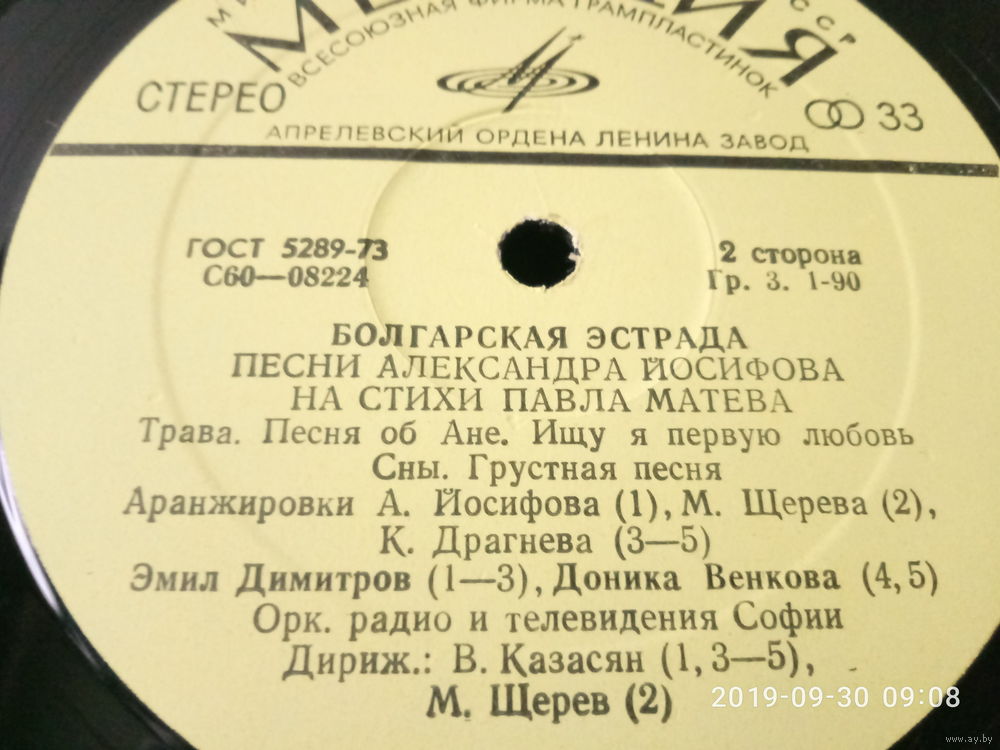 ВСЕСОЮЗНАЯ ФИРМА ГРАМПЛАСТИНОК
СТЕРЕО
33
АПРЕЛЕВСКИЙ ОРДЕНА ЛЕНИНА ЗАВОД
ГОСТ 5289-73
2 сторона
С60—08224
Гр. 3. 1-90
БОЛГАРСКАЯ ЭСТРАДА
ПЕСНИ АЛЕКСАНДРА ЙОСИФОВА
НА СТИХИ ПАВЛА МАТЕВА
Трава. Песня об Ане. Ищу я первую любовь
Сны. Грустная песня
Аранжировки А. Йосифова (1), М. Щерева (2),
К. Драгнева (3—5)
Эмил Димитров (1—3), Доника Венкова (4,5)
Орк. радио и телевидения Софии
Дириж.: В. Казасян (1, 3—5),
М. Щерев (2)
2019-09-30 09:08
www.ay.by